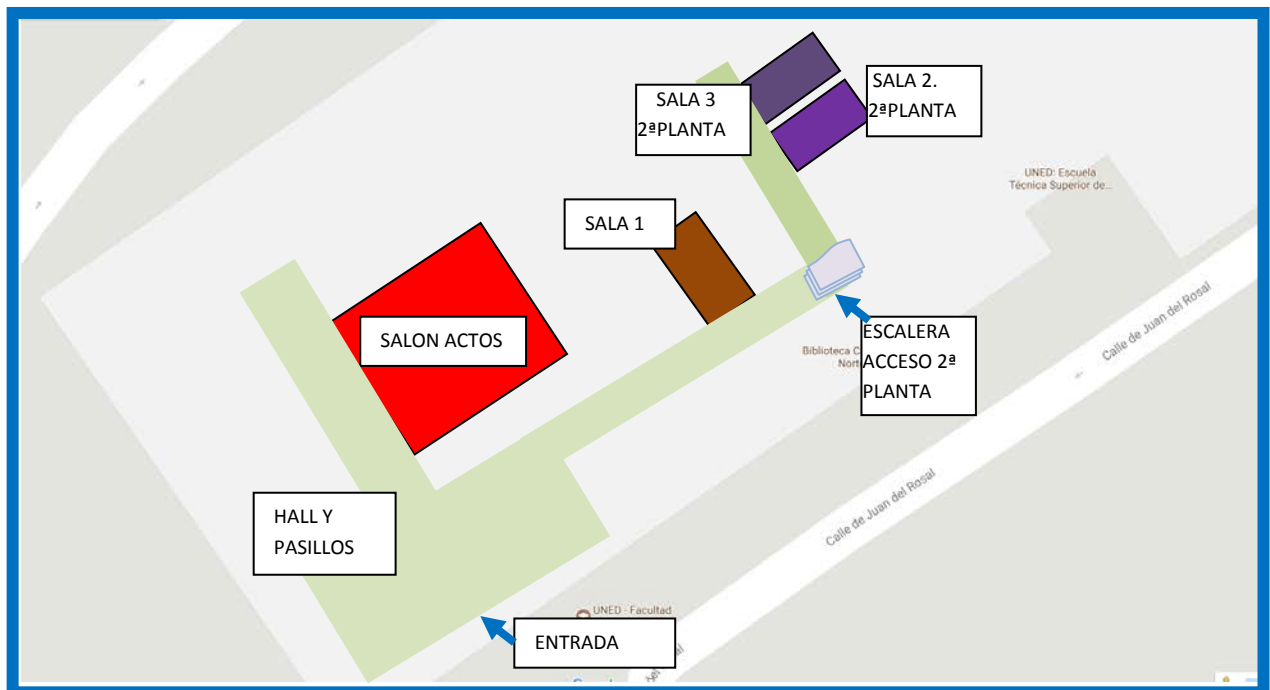 SALA 3
2ªPLANTA
SALA 2.
2ªPLANTA
UNED: Escuela
Técnica Superior de...
SALA 1
SALON ACTOS
ESCALERA
ACCESO 2ª
PLANTA
Biblioteca
Calle de Juan del Rosal
Calle de Juan del Rosal
HALL Y
PASILLOS
UNED - Facultad
ENTRADA